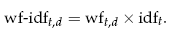 wf-idf_{t,d} = wf_{t,d} × idf_t.